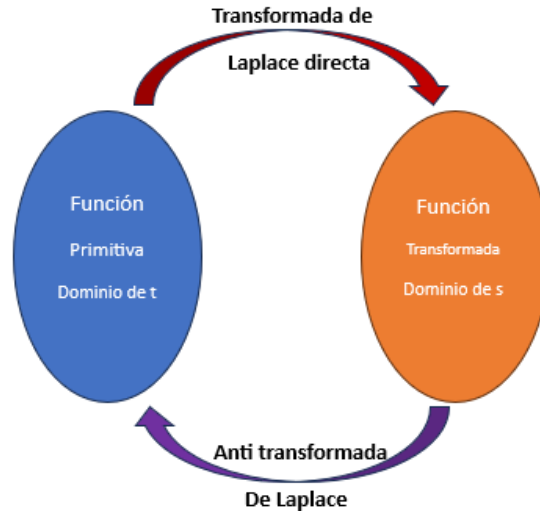 Transformada de
Laplace directa
Función
Primitiva
Dominio de t
Función
Transformada
Dominio de s
Anti transformada
De Laplace